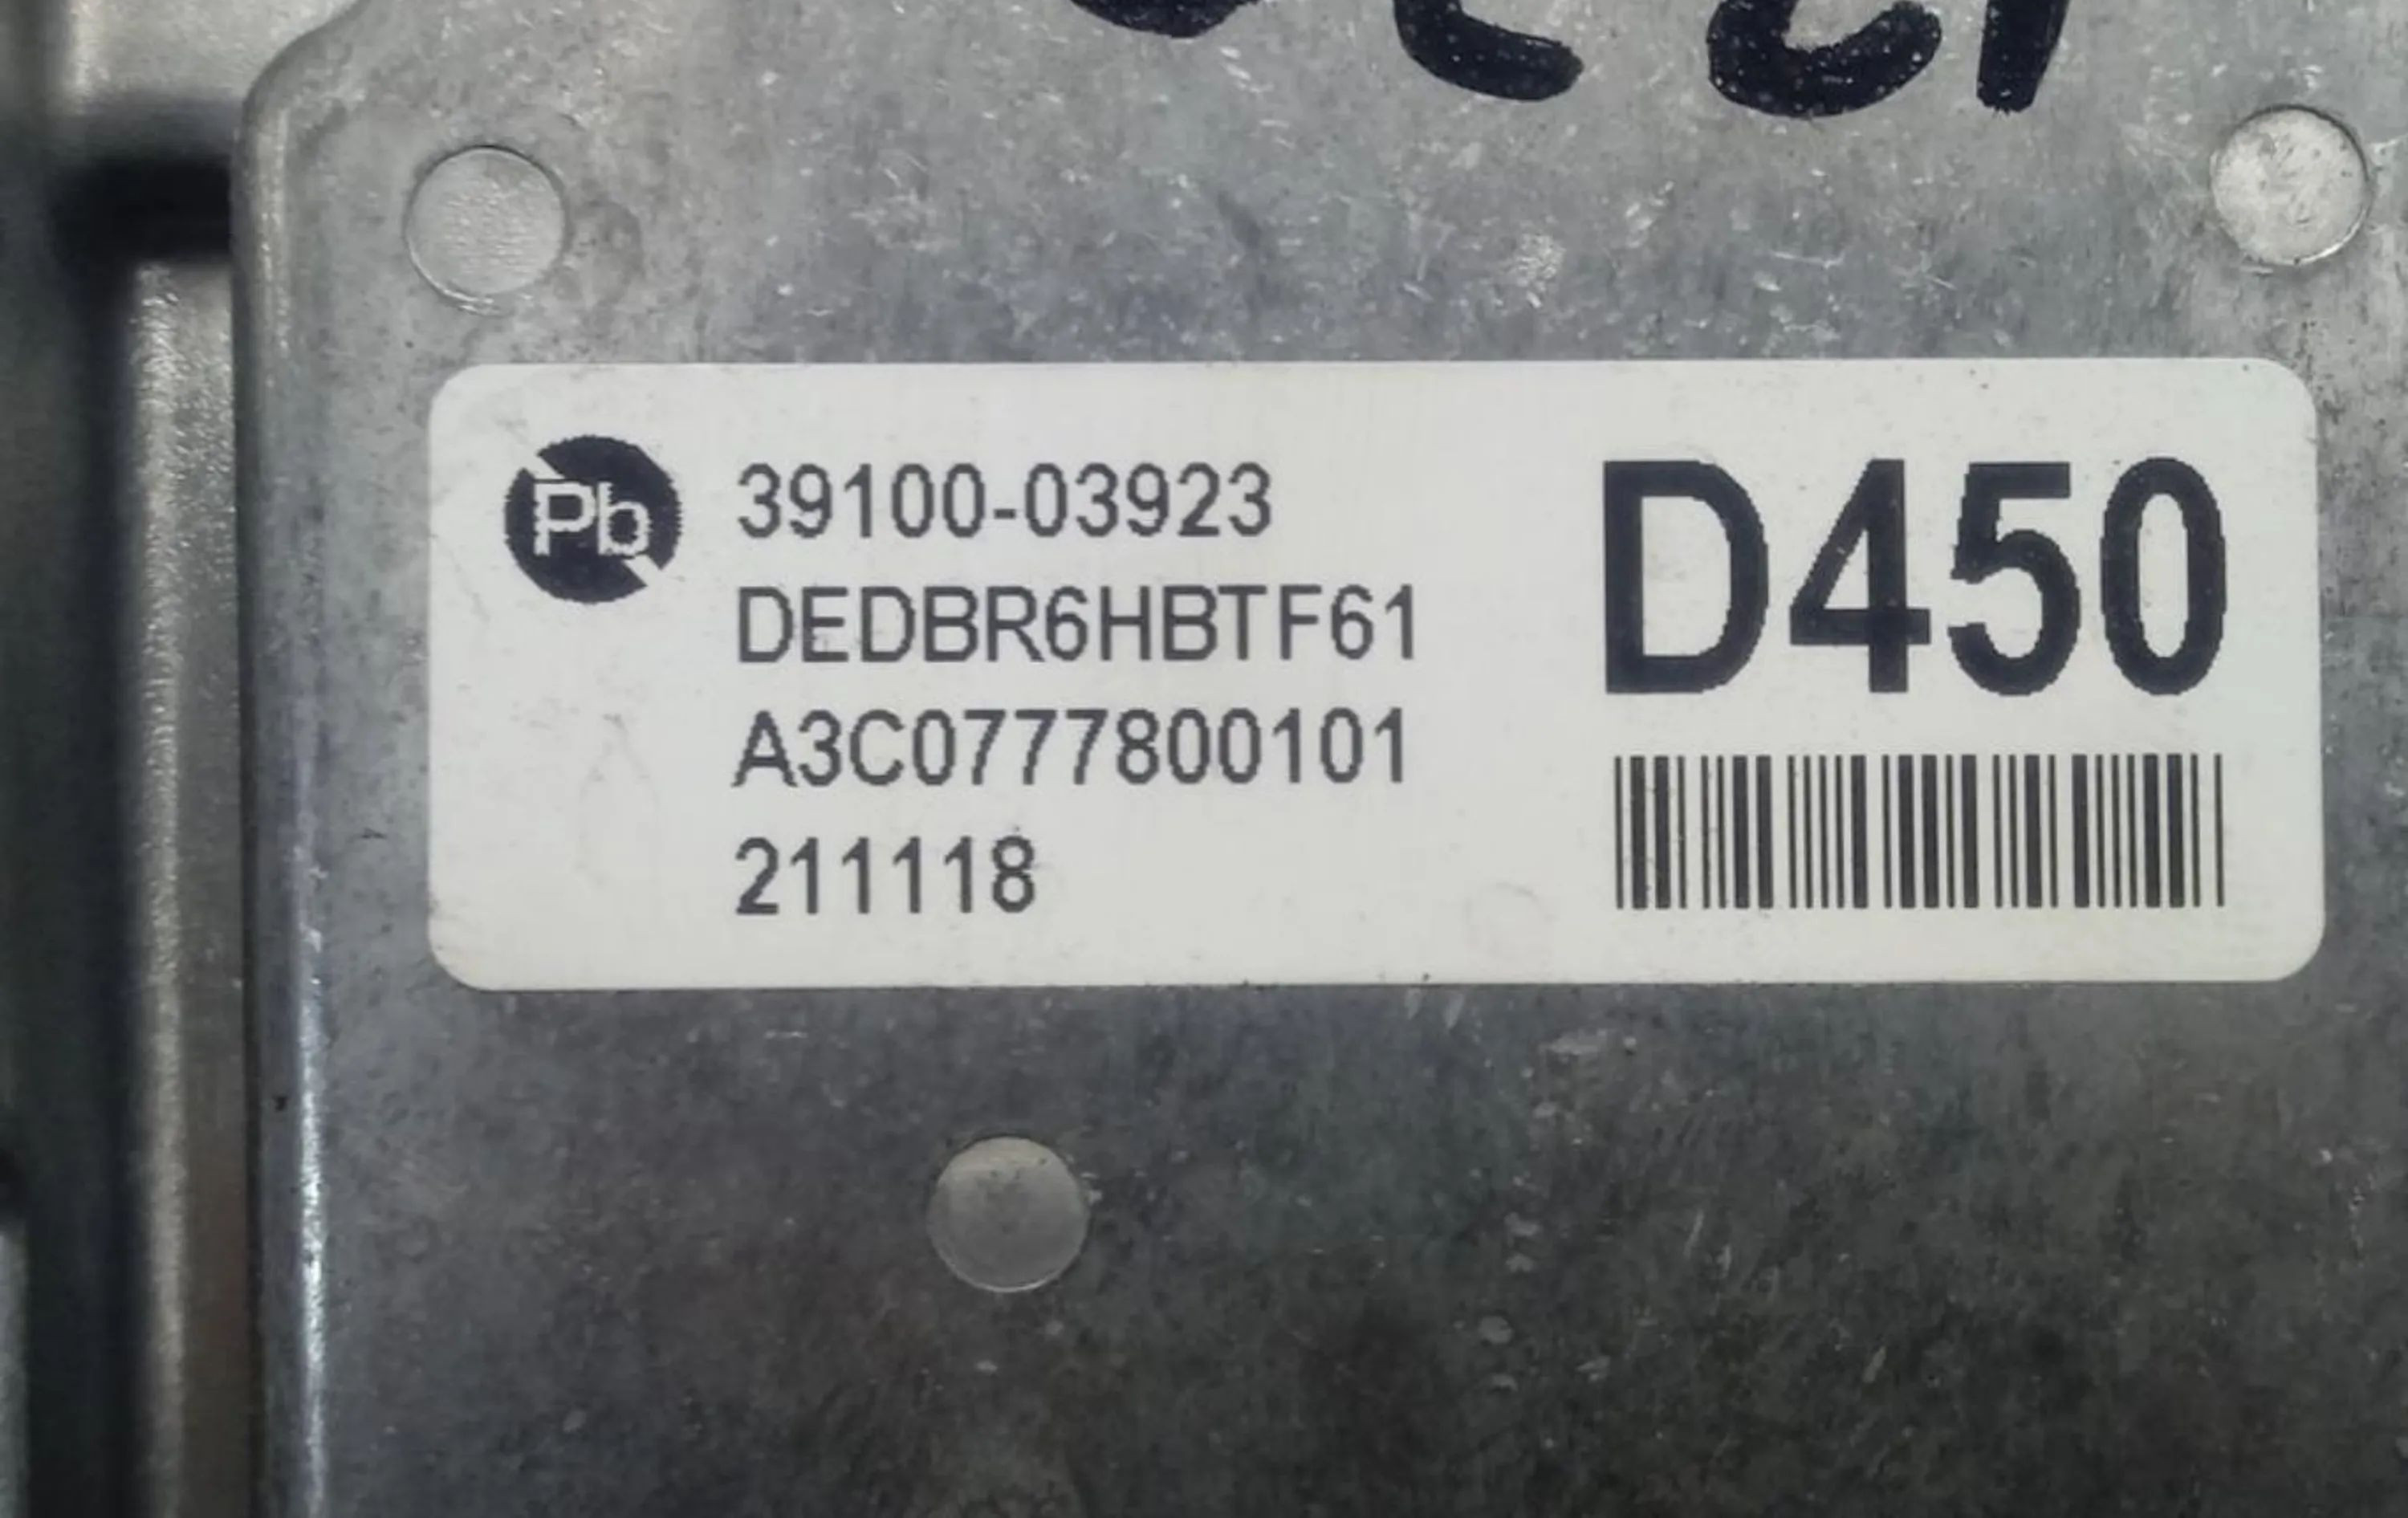 Pb
39100-03923
DEDBR6HBTF61
A3C0777800101
211118
D450